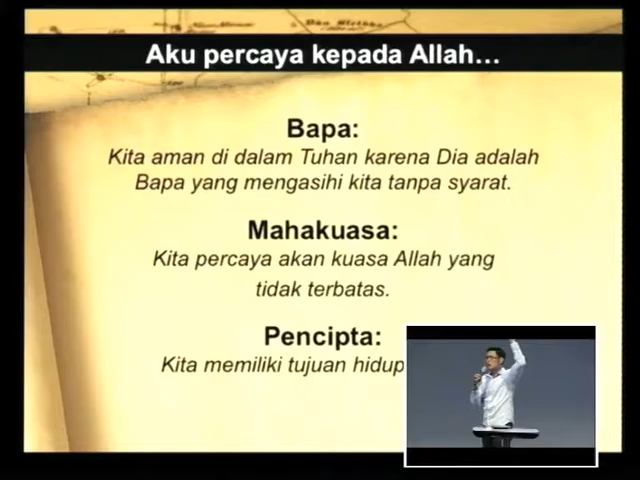 Aku percaya kepada Allah...
Bapa:
Kita aman di dalam Tuhan karena Dia adalah
Bapa yang mengasihi kita tanpa syarat.
Mahakuasa:
Kita percaya akan kuasa Allah yang
tidak terbatas.
Pencipta:
Kita memiliki tujuan hidup